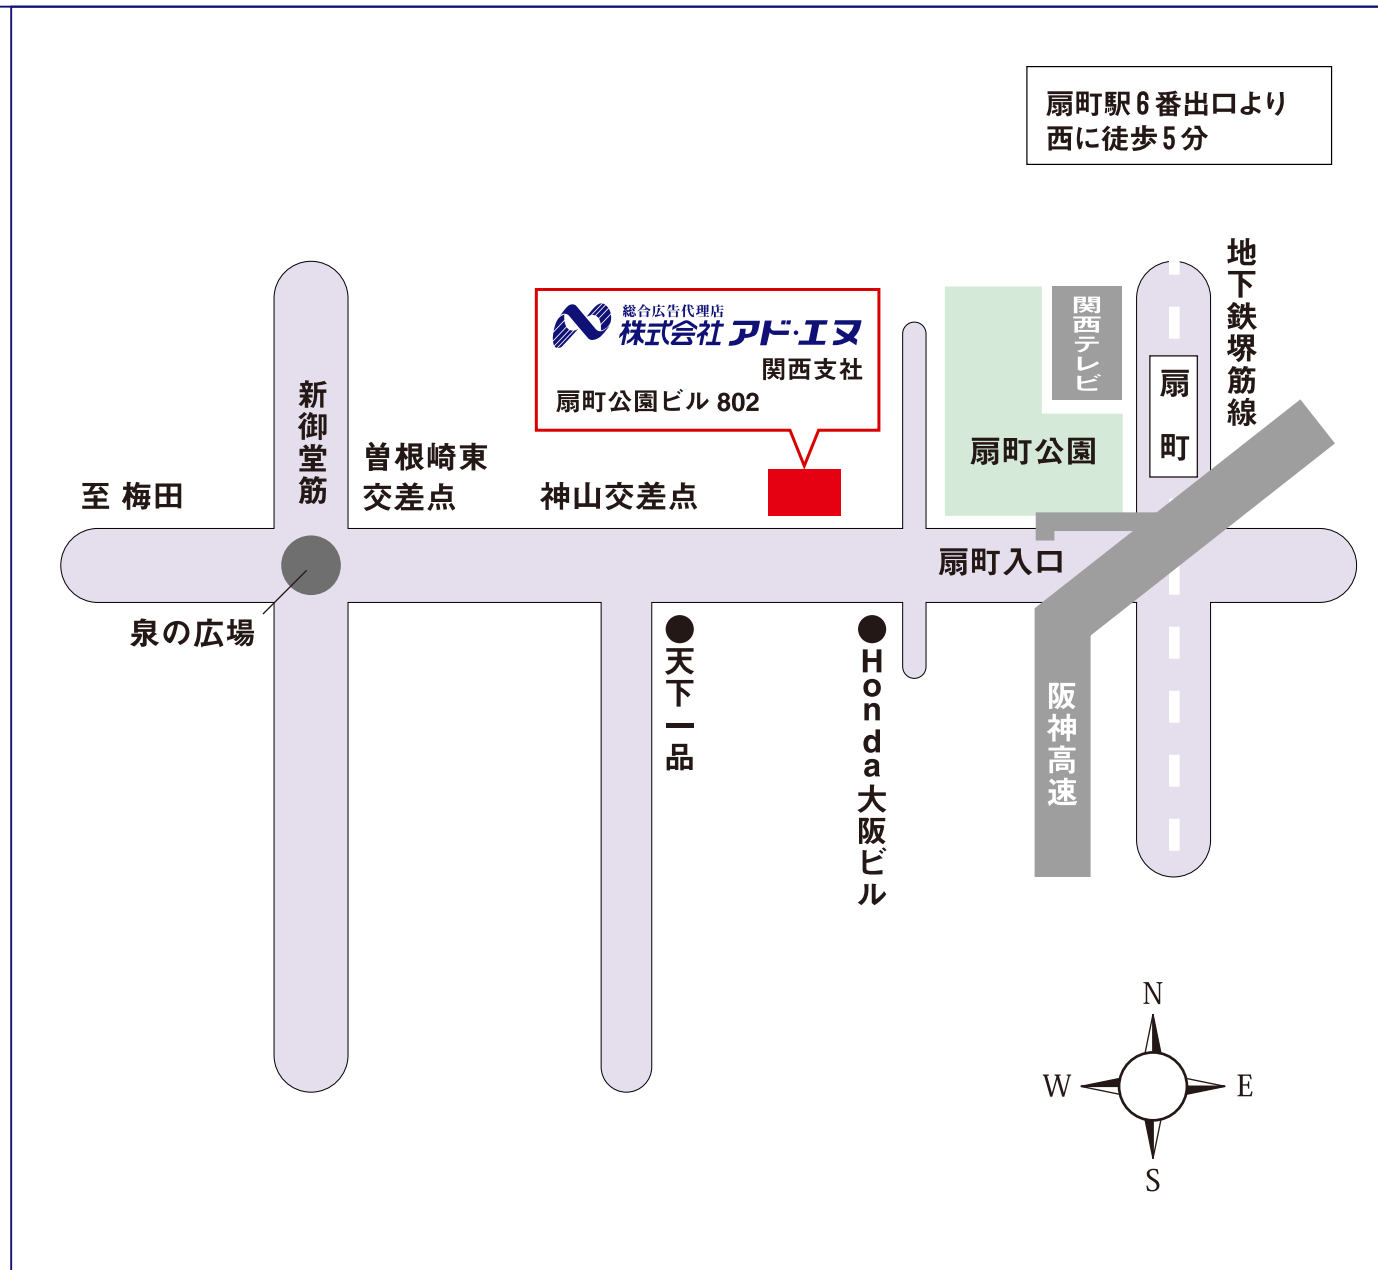 扇町駅6番出口より
西に徒歩5分
地下鉄堺筋線
関西テレビ
扇町
総合広告代理店
株式会社 アド・エヌ
関西支社
扇町公園ビル 802
新御堂筋
曽根崎東
交差点
扇町公園
至 梅田
神山交差点
扇町入口
泉の広場
天下一品
Honda大阪ビル
阪神高速
N
W
E
S